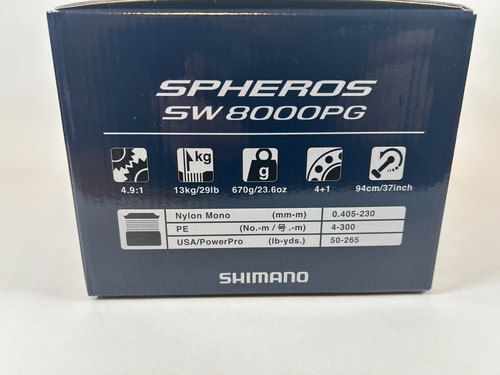 SPHEROS
SW 8000PG
kg g
4.9:1 13kg/29lb 670g/23.6oz 4+1 94cm/37inch
Nylon Mono (mm-m) 0.405-230
PE (No.-m / 号.-m) 4-300
USA/PowerPro (lb-yds.) 50-265
SHIMANO